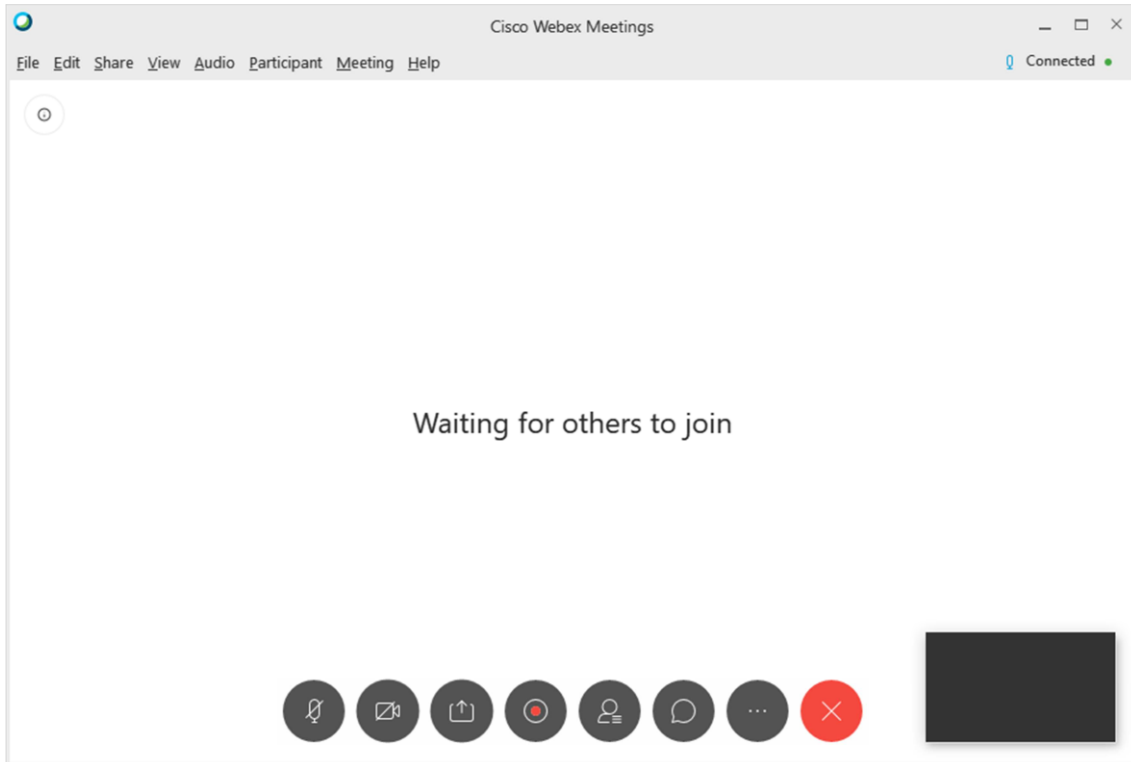 Cisco Webex Meetings
File Edit Share View Audio Participant Meeting Help Connected
Waiting for others to join